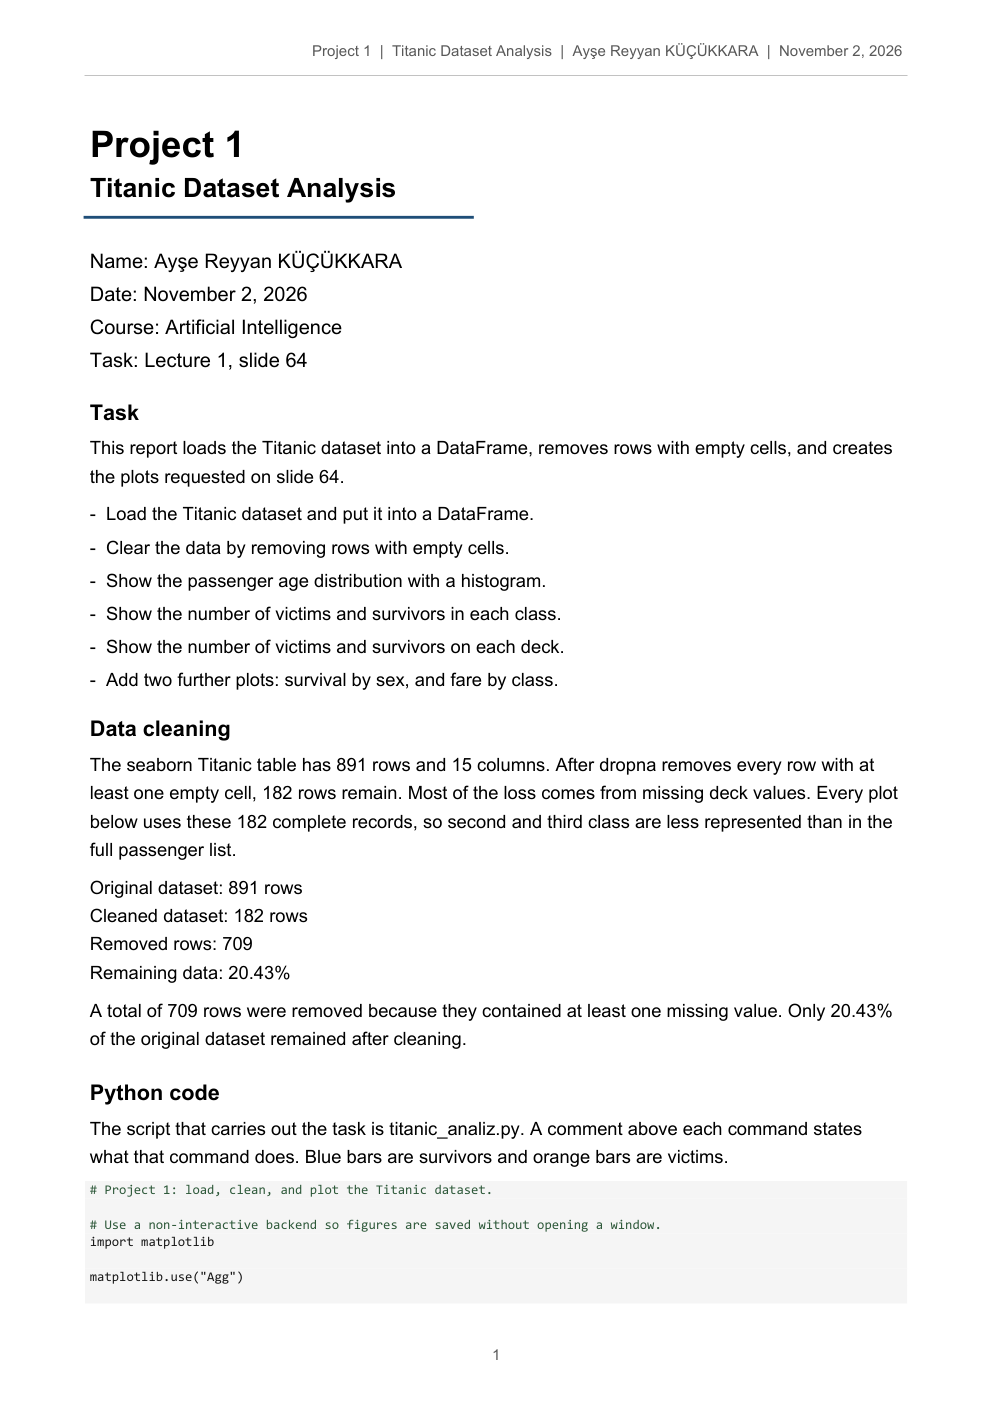 Project 1 | Titanic Dataset Analysis | Ayşe Reyyan KÜÇÜKKARA | November 2, 2026
Project 1
Titanic Dataset Analysis
Name: Ayşe Reyyan KÜÇÜKKARA
Date: November 2, 2026
Course: Artificial Intelligence
Task: Lecture 1, slide 64
Task
This report loads the Titanic dataset into a DataFrame, removes rows with empty cells, and creates
the plots requested on slide 64.
- Load the Titanic dataset and put it into a DataFrame.
- Clear the data by removing rows with empty cells.
- Show the passenger age distribution with a histogram.
- Show the number of victims and survivors in each class.
- Show the number of victims and survivors on each deck.
- Add two further plots: survival by sex, and fare by class.
Data cleaning
The seaborn Titanic table has 891 rows and 15 columns. After dropna removes every row with at
least one empty cell, 182 rows remain. Most of the loss comes from missing deck values. Every plot
below uses these 182 complete records, so second and third class are less represented than in the
full passenger list.
Original dataset: 891 rows
Cleaned dataset: 182 rows
Removed rows: 709
Remaining data: 20.43%
A total of 709 rows were removed because they contained at least one missing value. Only 20.43%
of the original dataset remained after cleaning.
Python code
The script that carries out the task is titanic_analiz.py. A comment above each command states
what that command does. Blue bars are survivors and orange bars are victims.
# Project 1: load, clean, and plot the Titanic dataset.
# Use a non-interactive backend so figures are saved without opening a window.
import matplotlib
matplotlib.use("Agg")
1